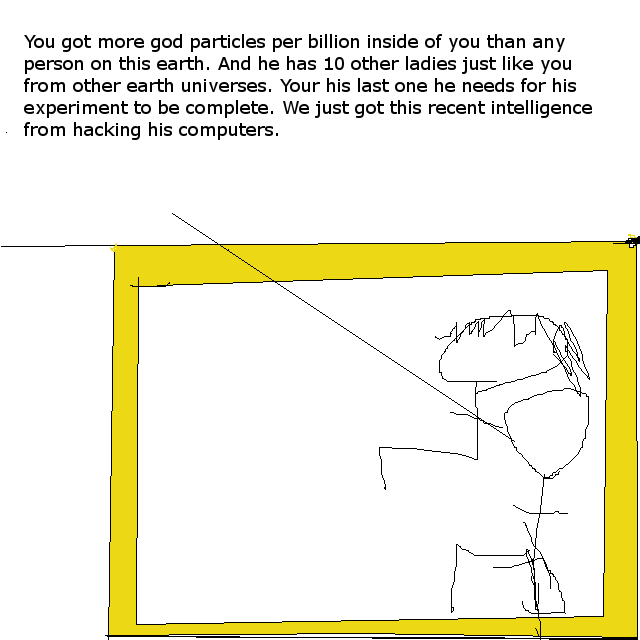 You got more god particles per billion inside of you than any
person on this earth. And he has 10 other ladies just like you
from other earth universes. Your his last one he needs for his
experiment to be complete. We just got this recent intelligence
from hacking his computers.